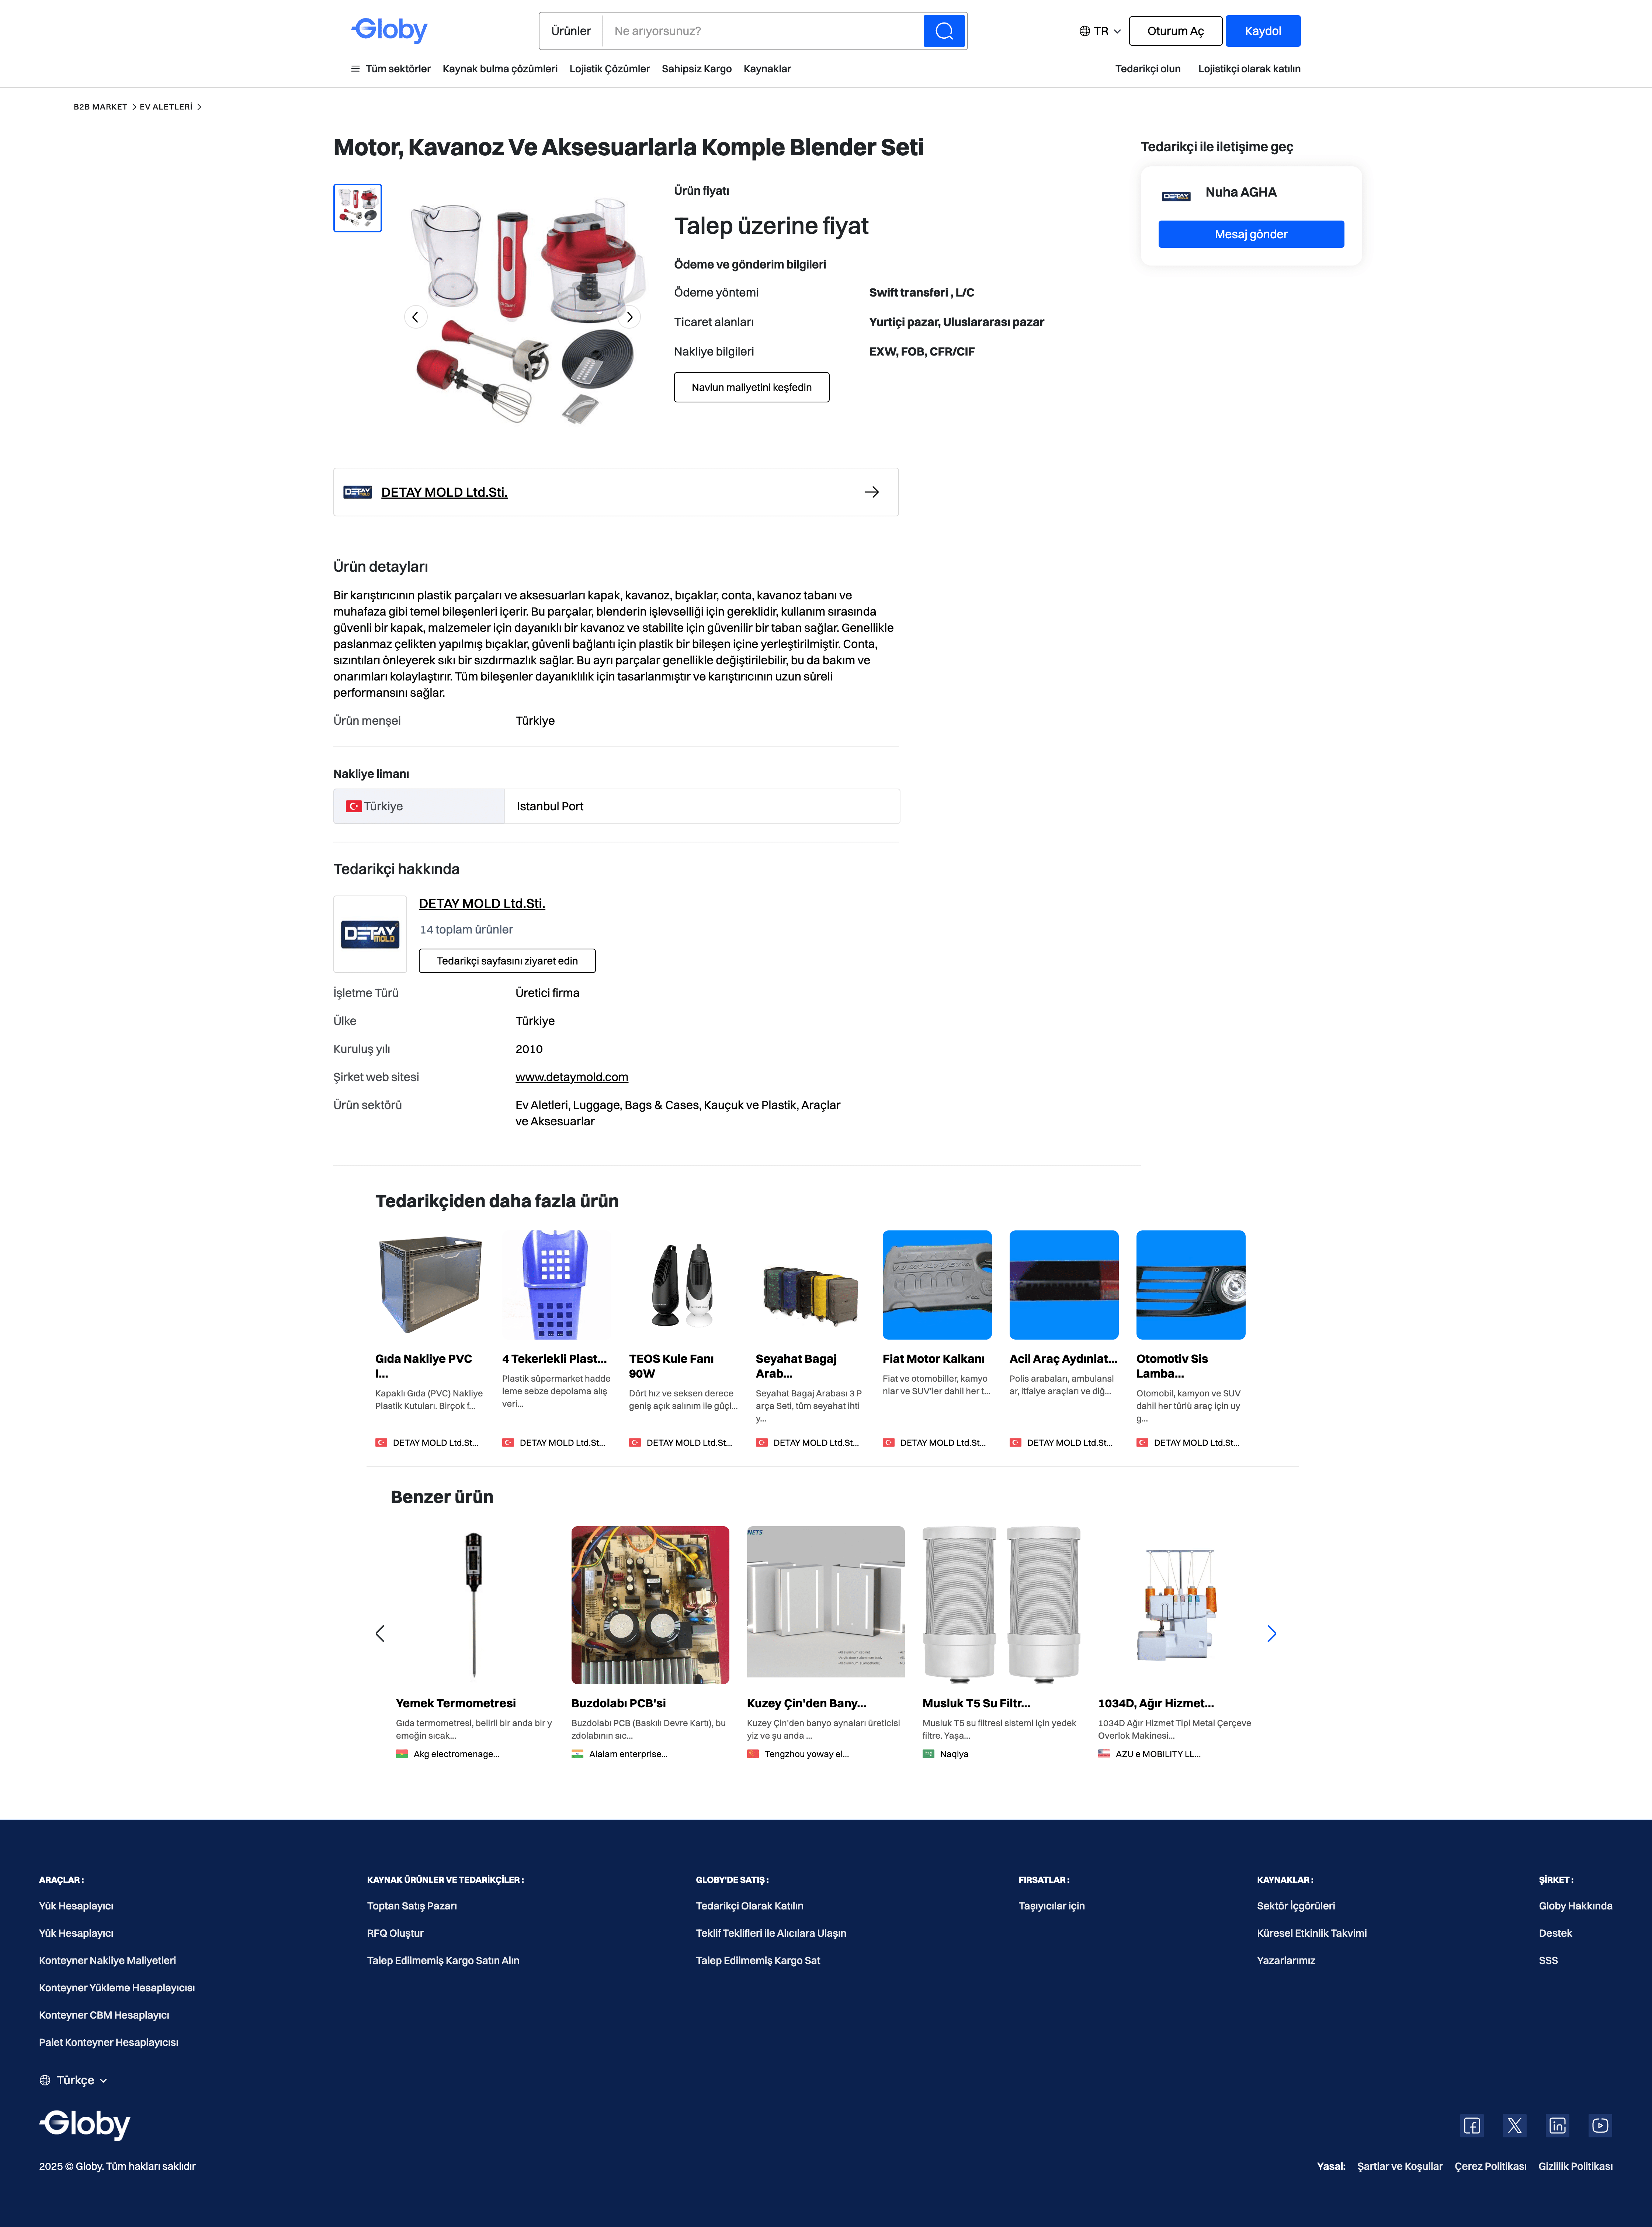 Globy
Ürünler
Ne arıyorsunuz?
TR
Oturum Aç
Kaydol
Tüm sektörler
Kaynak bulma çözümleri
Lojistik Çözümler
Sahipsiz Kargo
Kaynaklar
Tedarikçi olun
Lojistikçi olarak katılın
B2B MARKET
EV ALETLERİ
Motor, Kavanoz Ve Aksesuarlarla Komple Blender Seti
Ürün fiyatı
Talep üzerine fiyat
Ödeme ve gönderim bilgileri
Ödeme yöntemi
Swift transferi , L/C
Ticaret alanları
Yurtiçi pazar, Uluslararası pazar
Nakliye bilgileri
EXW, FOB, CFR/CIF
Navlun maliyetini keşfedin
Tedarikçi ile iletişime geç
DETAY
Nuha AGHA
Mesaj gönder
DETAY
DETAY MOLD Ltd.Sti.
Ürün detayları
Bir karıştırıcının plastik parçaları ve aksesuarları kapak, kavanoz, bıçaklar, conta, kavanoz tabanı ve
muhafaza gibi temel bileşenleri içerir. Bu parçalar, blenderin işlevselliği için gereklidir, kullanım sırasında
güvenli bir kapak, malzemeler için dayanıklı bir kavanoz ve stabilite için güvenilir bir taban sağlar. Genellikle
paslanmaz çelikten yapılmış bıçaklar, güvenli bağlantı için plastik bir bileşen içine yerleştirilmiştir. Conta,
sızıntıları önleyerek sıkı bir sızdırmazlık sağlar. Bu ayrı parçalar genellikle değiştirilebilir, bu da bakım ve
onarımları kolaylaştırır. Tüm bileşenler dayanıklılık için tasarlanmıştır ve karıştırıcının uzun süreli
performansını sağlar.
Ürün menşei
Türkiye
Nakliye limanı
Türkiye
Istanbul Port
Tedarikçi hakkında
DETAY
MOLD
DETAY MOLD Ltd.Sti.
14 toplam ürünler
Tedarikçi sayfasını ziyaret edin
İşletme Türü
Üretici firma
Ülke
Türkiye
Kuruluş yılı
2010
Şirket web sitesi
www.detaymold.com
Ürün sektörü
Ev Aletleri, Luggage, Bags & Cases, Kauçuk ve Plastik, Araçlar
ve Aksesuarlar
Tedarikçiden daha fazla ürün
Gıda Nakliye PVC
I...
Kapaklı Gıda (PVC) Nakliye
Plastik Kutuları. Birçok f...
DETAY MOLD Ltd.St...
4 Tekerlekli Plast...
Plastik süpermarket hadde
leme sebze depolama alış
veri...
DETAY MOLD Ltd.St...
TEOS Kule Fanı
90W
Dört hız ve seksen derece
geniş açık salınım ile güçl...
DETAY MOLD Ltd.St...
Seyahat Bagaj
Arab...
Seyahat Bagaj Arabası 3 P
arça Seti, tüm seyahat ihti
y...
DETAY MOLD Ltd.St...
Fiat Motor Kalkanı
Fiat ve otomobiller, kamyo
nlar ve SUV'ler dahil her t...
DETAY MOLD Ltd.St...
Acil Araç Aydınlat...
Polis arabaları, ambulansl
ar, itfaiye araçları ve diğ...
DETAY MOLD Ltd.St...
Otomotiv Sis
Lamba...
Otomobil, kamyon ve SUV
dahil her türlü araç için uy
g...
DETAY MOLD Ltd.St...
Benzer ürün
Yemek Termometresi
Gıda termometresi, belirli bir anda bir y
emeğin sıcak...
Akg electromenage...
Buzdolabı PCB'si
Buzdolabı PCB (Baskılı Devre Kartı), bu
zdolabının sıc...
Alalam enterprise...
NETS
Kuzey Çin'den Bany...
Kuzey Çin'den banyo aynaları üreticisi
yiz ve şu anda ...
Tengzhou yoway el...
Musluk T5 Su Filtr...
Musluk T5 su filtresi sistemi için yedek
filtre. Yaşa...
Naqiya
1034D, Ağır Hizmet...
1034D Ağır Hizmet Tipi Metal Çerçeve
Overlok Makinesi...
AZU e MOBILITY LL...
ARAÇLAR :
Yük Hesaplayıcı
Yük Hesaplayıcı
Konteyner Nakliye Maliyetleri
Konteyner Yükleme Hesaplayıcısı
Konteyner CBM Hesaplayıcı
Palet Konteyner Hesaplayıcısı
KAYNAK ÜRÜNLER VE TEDARİKÇİLER :
Toptan Satış Pazarı
RFQ Oluştur
Talep Edilmemiş Kargo Satın Alın
GLOBY'DE SATIŞ :
Tedarikçi Olarak Katılın
Teklif Teklifleri ile Alıcılara Ulaşın
Talep Edilmemiş Kargo Sat
FIRSATLAR :
Taşıyıcılar için
KAYNAKLAR :
Sektör İçgörüleri
Küresel Etkinlik Takvimi
Yazarlarımız
ŞİRKET :
Globy Hakkında
Destek
SSS
Türkçe
Globy
2025 © Globy. Tüm hakları saklıdır
Yasal:
Şartlar ve Koşullar
Çerez Politikası
Gizlilik Politikası